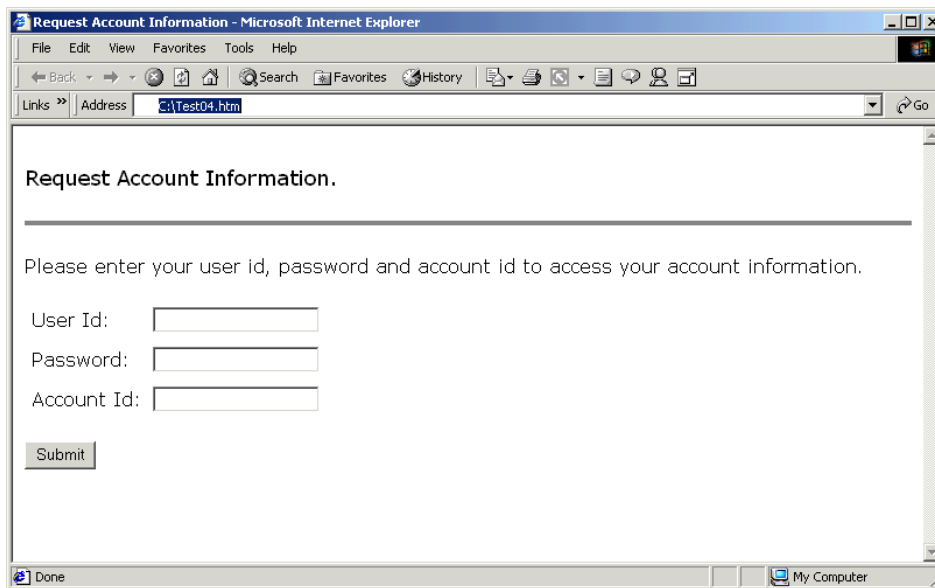 Request Account Information - Microsoft Internet Explorer
File Edit View Favorites Tools Help
Back Search Favorites History
Links » Address C:\Test04.htm Go
Request Account Information.
Please enter your user id, password and account id to access your account information.
User Id:
Password:
Account Id:
Submit
Done My Computer